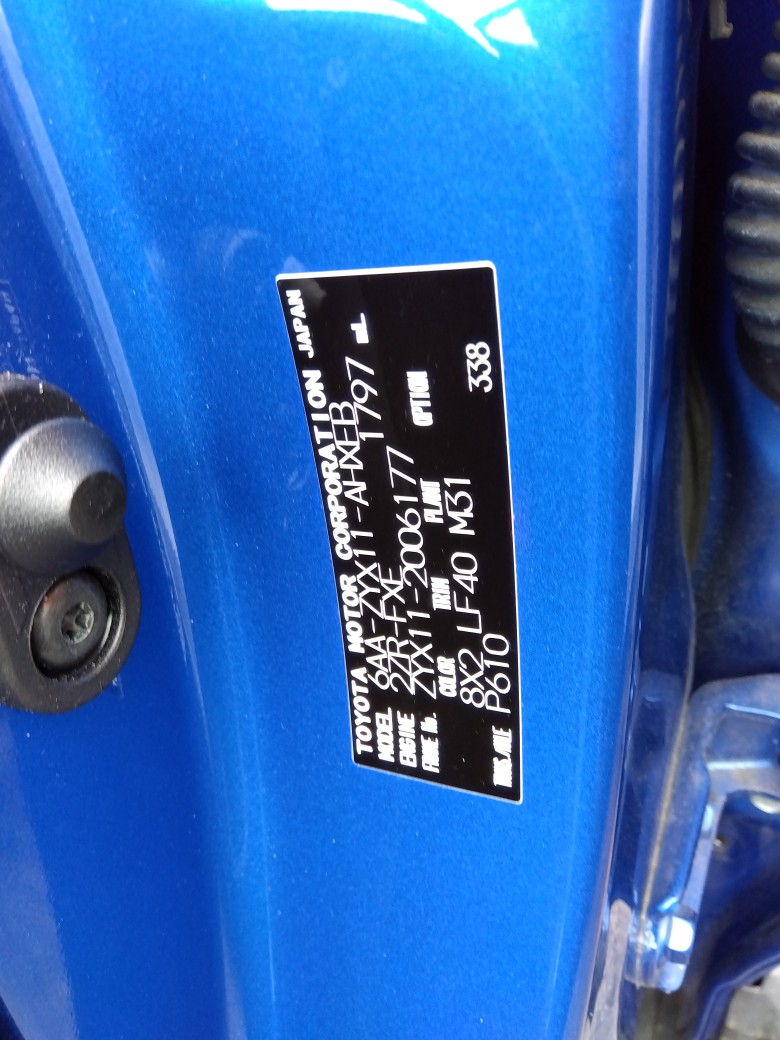 TOYOTA MOTOR CORPORATION JAPAN
MODEL 6AA-ZYX11-AHXEB
ENGINE 2ZR-FXE 1797 mL
FRAME No. ZYX11-2006177
COLOR TRIM PLANT OPTION
8X2 LF40 M31
TRANS./AXLE P610 338